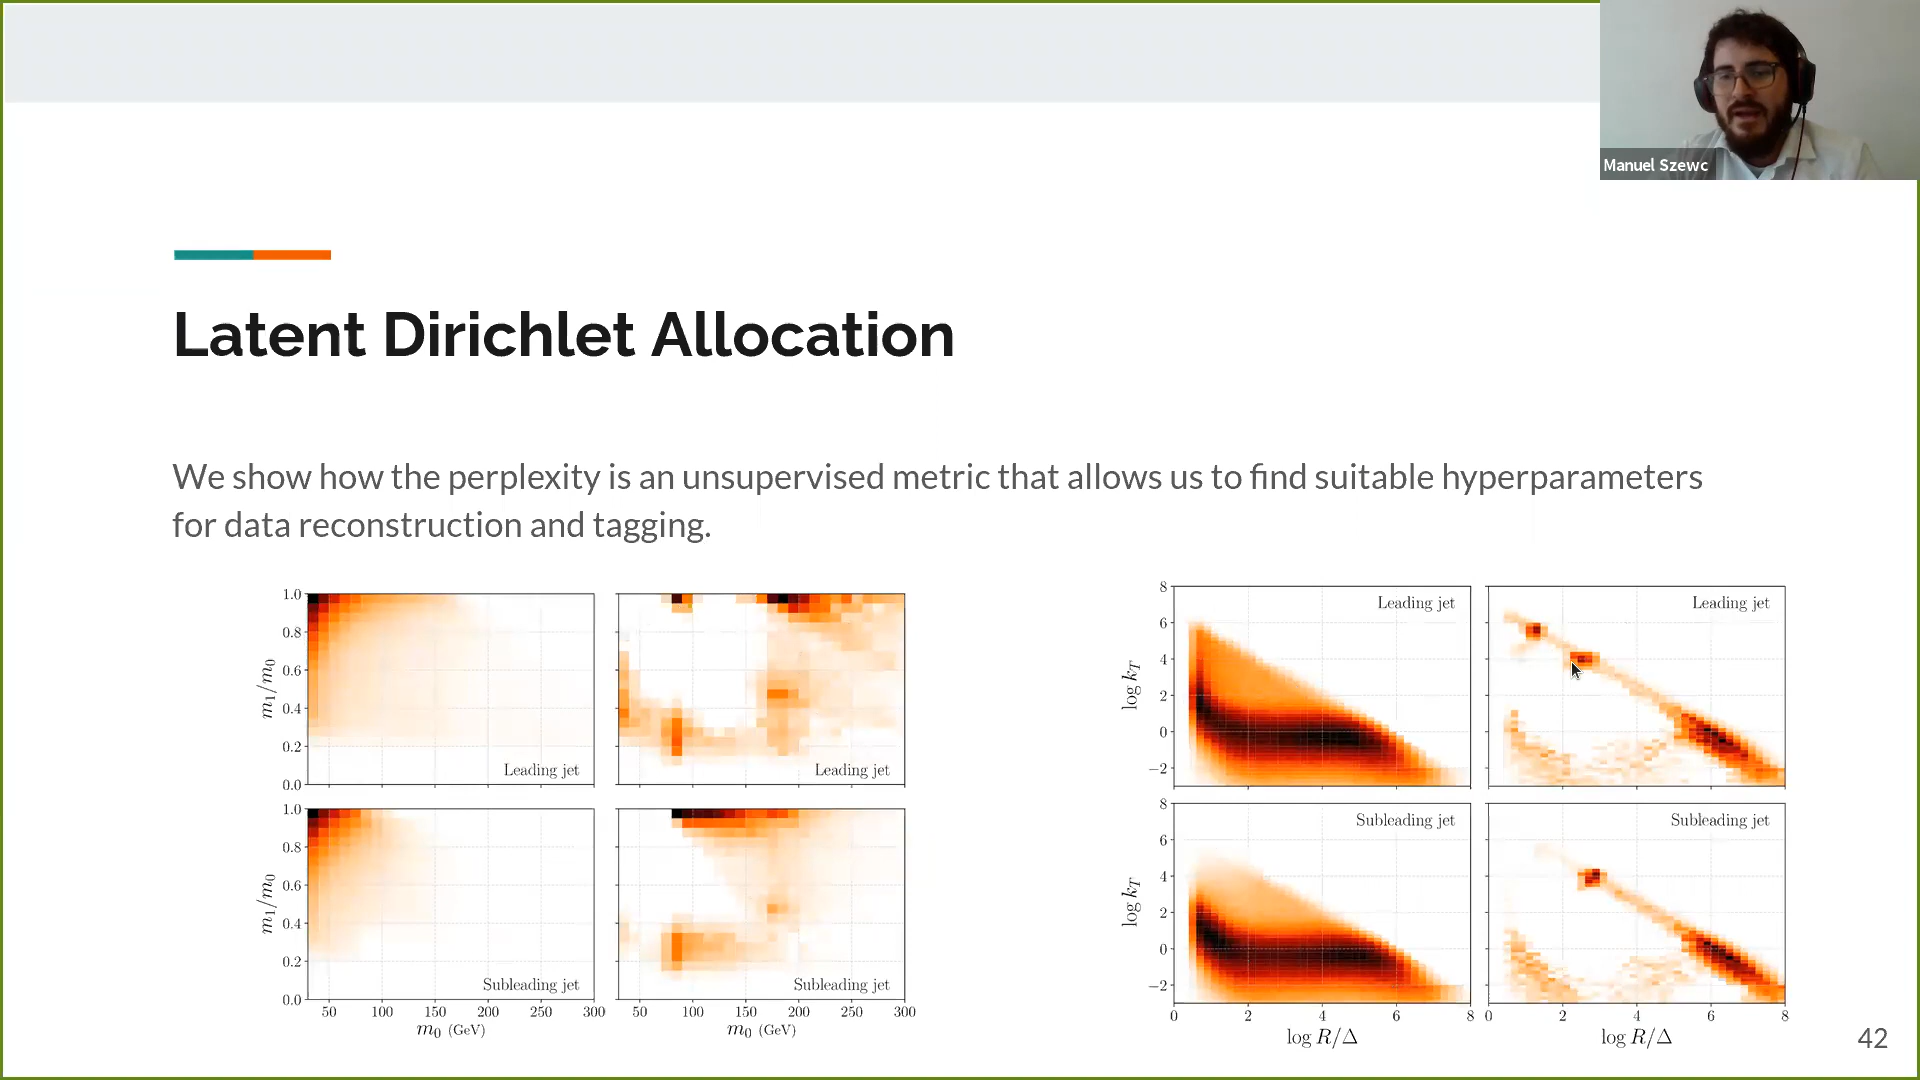 Manuel Szewc
Latent Dirichlet Allocation
We show how the perplexity is an unsupervised metric that allows us to find suitable hyperparameters
for data reconstruction and tagging.
1.0
0.8
0.6
0.4
0.2
0.0
m₁/m₀
Leading jet
Leading jet
1.0
0.8
0.6
0.4
0.2
0.0
m₁/m₀
Subleading jet
Subleading jet
50 100 150 200 250 300
50 100 150 200 250 300
m₀ (GeV)
m₀ (GeV)
8
6
4
2
0
−2
log k_T
Leading jet
Leading jet
8
6
4
2
0
−2
log k_T
Subleading jet
Subleading jet
0 2 4 6 8
0 2 4 6 8
log R/Δ
log R/Δ
42